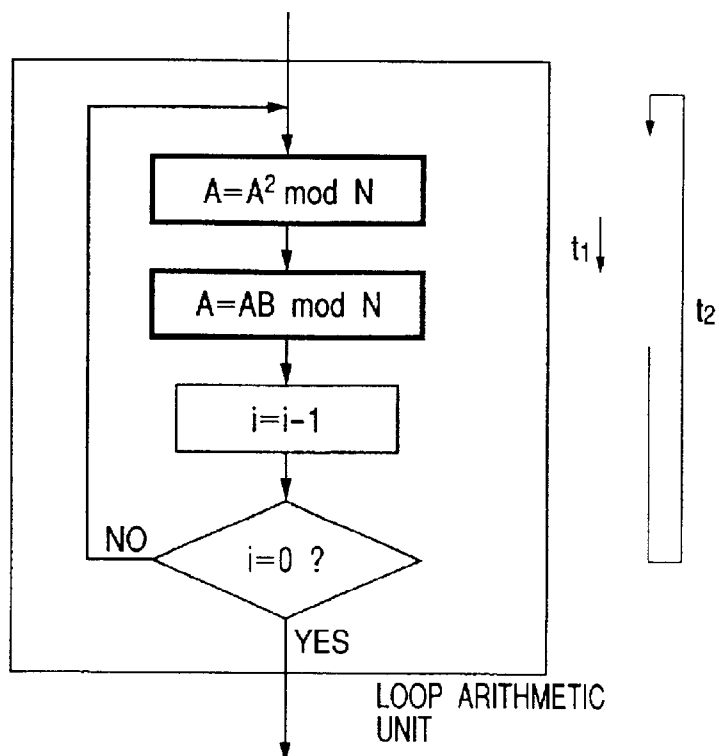 A=A² mod N
t1
A=AB mod N
t2
i=i-1
NO
i=0 ?
YES
LOOP ARITHMETIC
UNIT